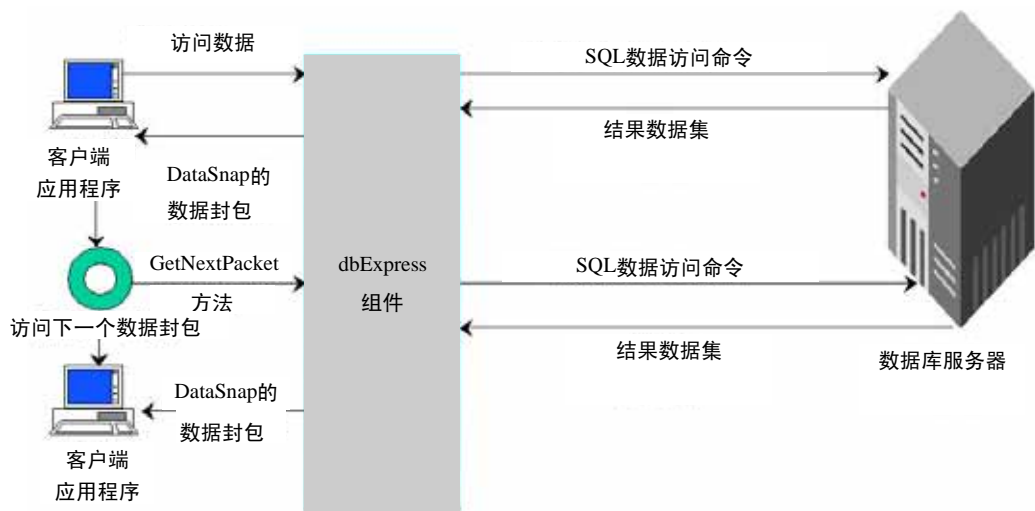 访问数据
SQL数据访问命令
结果数据集
客户端
应用程序
DataSnap的
数据封包
GetNextPacket
方法
dbExpress
组件
SQL数据访问命令
访问下一个数据封包
结果数据集
数据库服务器
DataSnap的
数据封包
客户端
应用程序